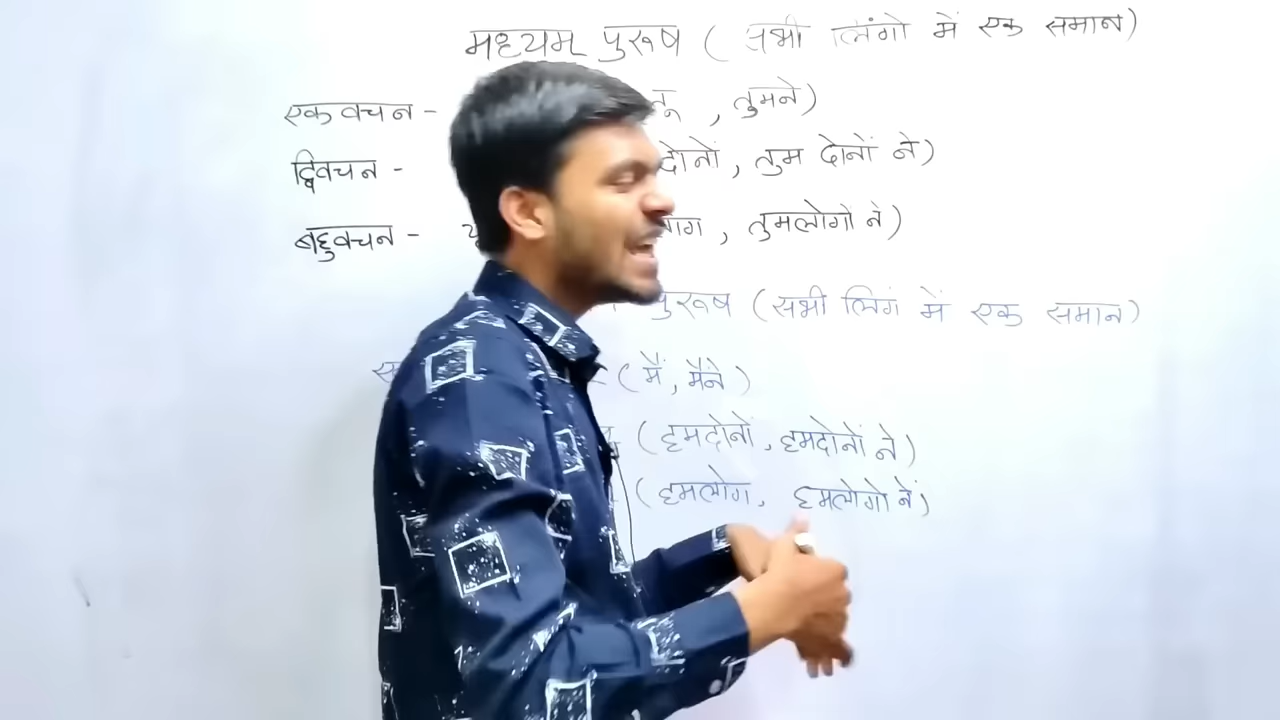 मध्यम् पुरूष ( सभी लिंगो में एक समान)
एकवचन - तू , तुमने)
द्विवचन - दोनों , तुम दोनों ने)
बहुवचन - लोग , तुमलोगो ने)
पुरूष (सभी लिगं में एक समान)
( मैं , मैंने )
( हमदोनों , हमदोनों ने)
( हमलोग, हमलोगो ने)